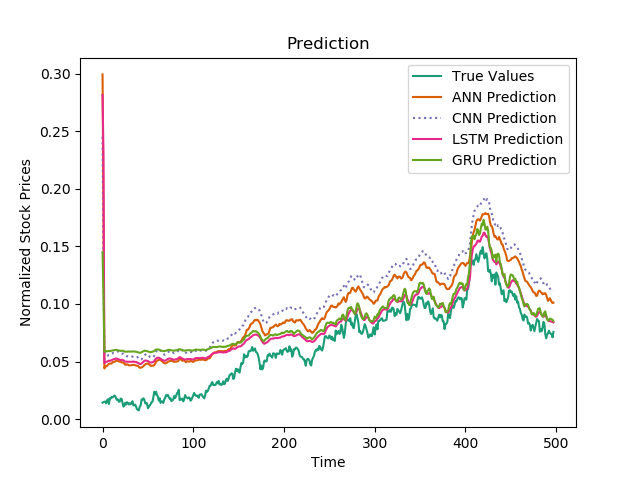 Prediction
True Values
ANN Prediction
CNN Prediction
LSTM Prediction
GRU Prediction
Normalized Stock Prices
0.30
0.25
0.20
0.15
0.10
0.05
0.00
0 100 200 300 400 500
Time